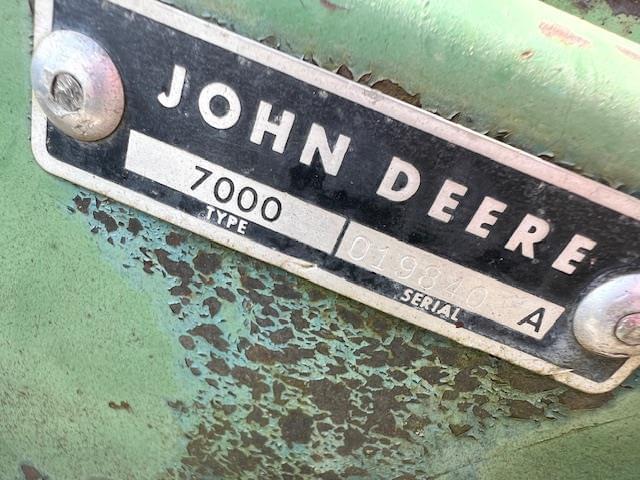 JOHN DEERE
7000 019840 A
TYPE SERIAL